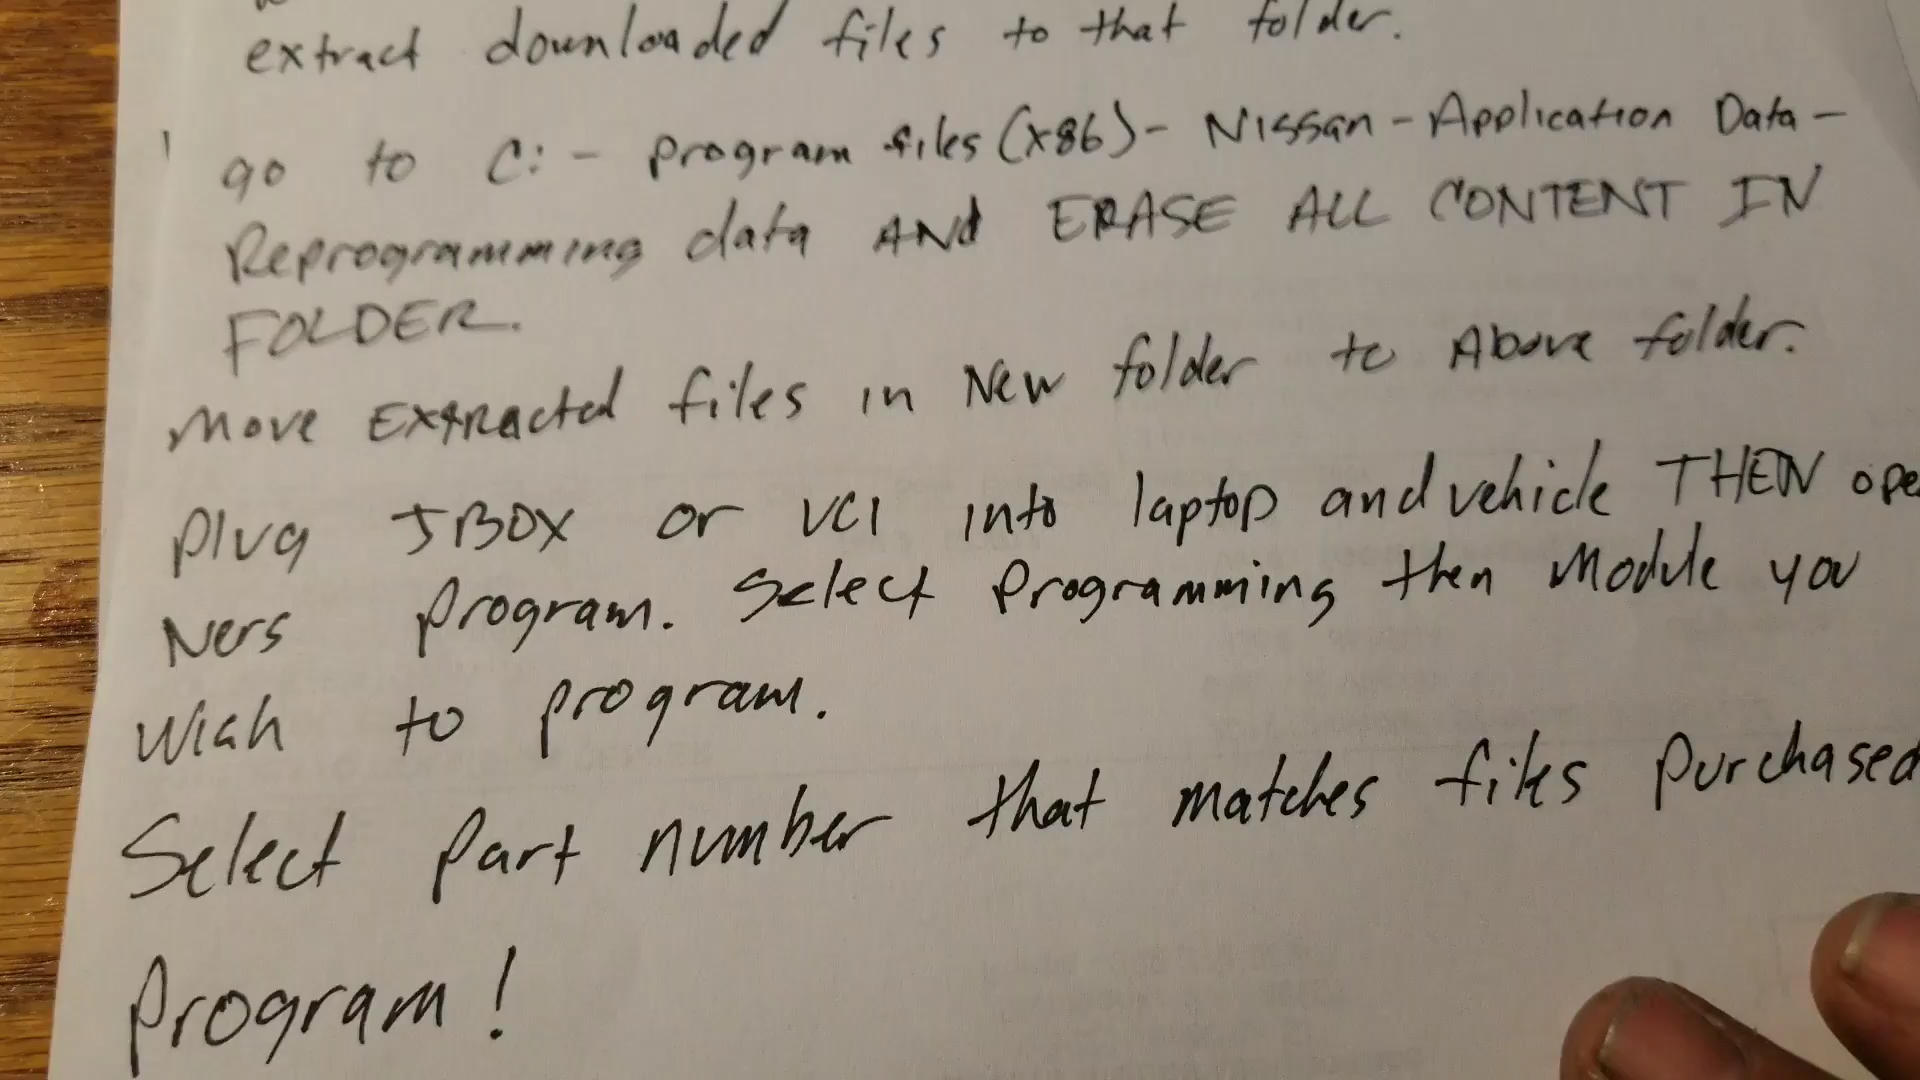 extract downloaded files to that folder.
go to C: - program files (x86) - Nissan - Application Data -
Reprogramming data AND ERASE ALL CONTENT IN
FOLDER.
Move Extracted files in New folder to Above folder.
Plug JBOX or VCI into laptop and vehicle THEN ope
Ners program. Select Programming then Module you
Wish to program.
Select Part number that matches files purchased
Program!